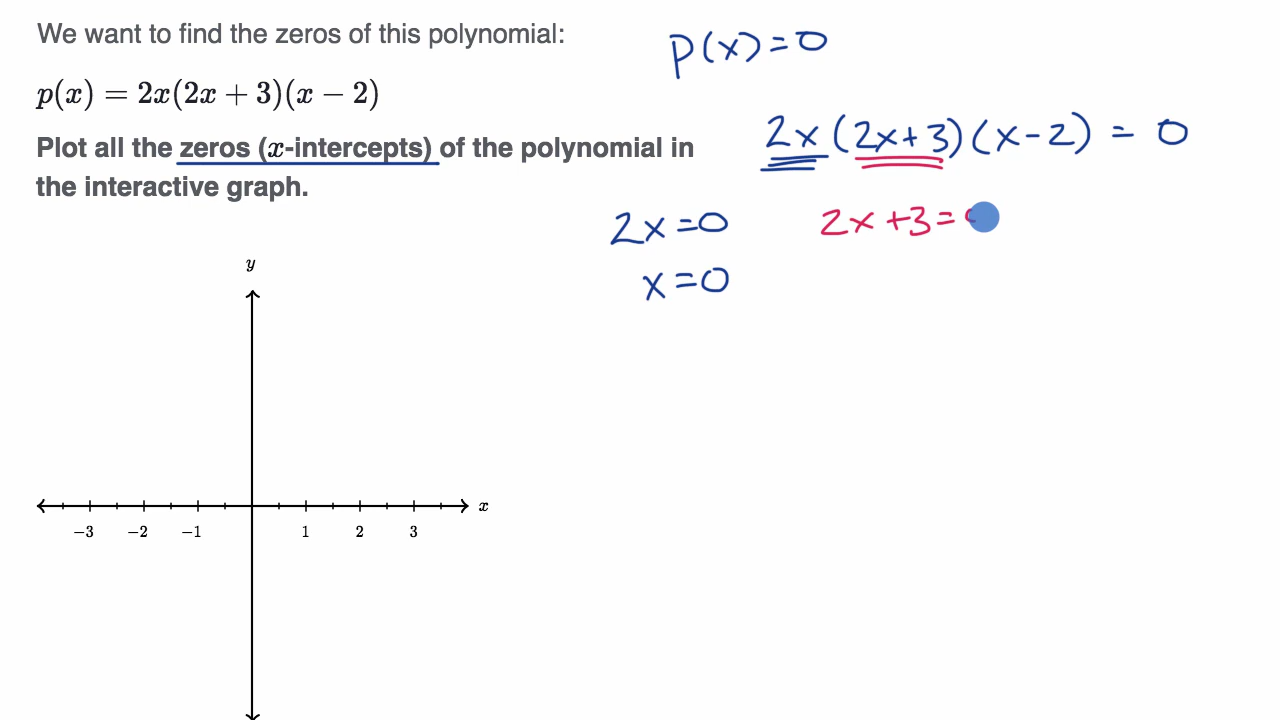 We want to find the zeros of this polynomial:
p(x) = 2x(2x + 3)(x − 2)
Plot all the zeros (x-intercepts) of the polynomial in
the interactive graph.
p(x)=0
2x(2x+3)(x-2) = 0
2x=0
2x+3=
x=0
y
x
−3 −2 −1 1 2 3